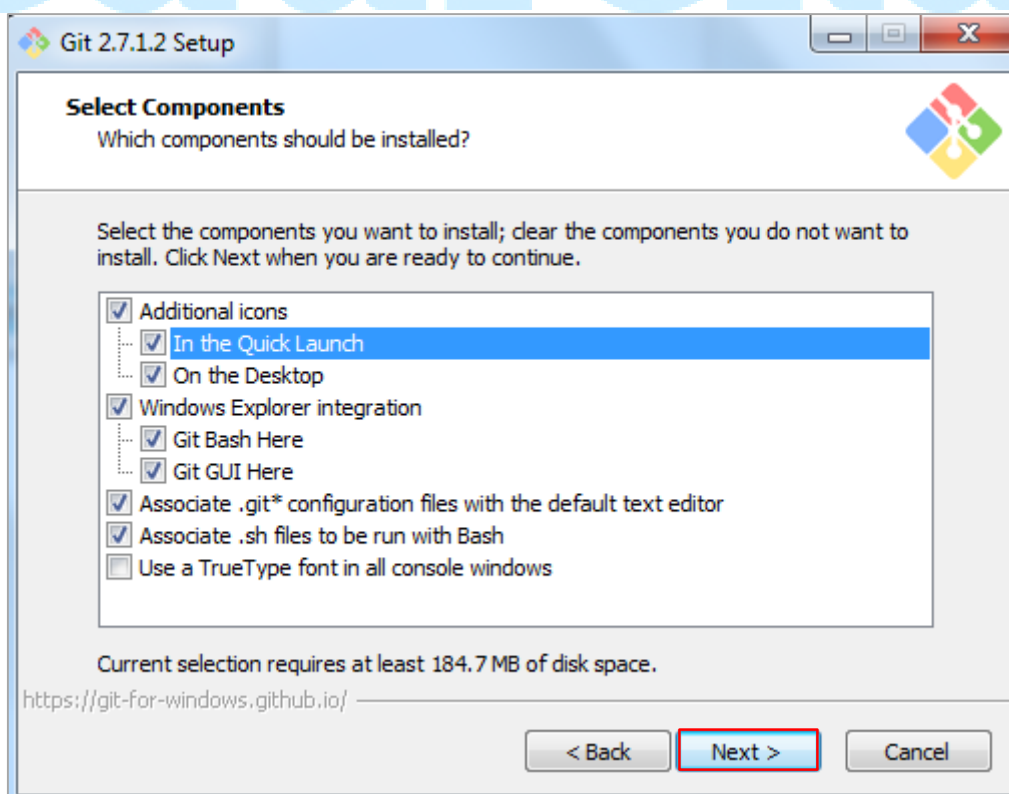 Git 2.7.1.2 Setup
Select Components
Which components should be installed?
Select the components you want to install; clear the components you do not want to
install. Click Next when you are ready to continue.
Additional icons
In the Quick Launch
On the Desktop
Windows Explorer integration
Git Bash Here
Git GUI Here
Associate .git* configuration files with the default text editor
Associate .sh files to be run with Bash
Use a TrueType font in all console windows
Current selection requires at least 184.7 MB of disk space.
https://git-for-windows.github.io/
< Back
Next >
Cancel